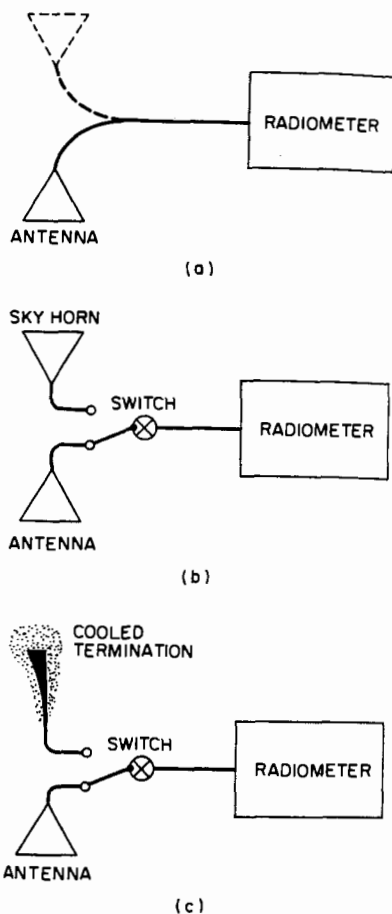 RADIOMETER
ANTENNA
(a)
SKY HORN
SWITCH
RADIOMETER
ANTENNA
(b)
COOLED
TERMINATION
SWITCH
RADIOMETER
ANTENNA
(c)